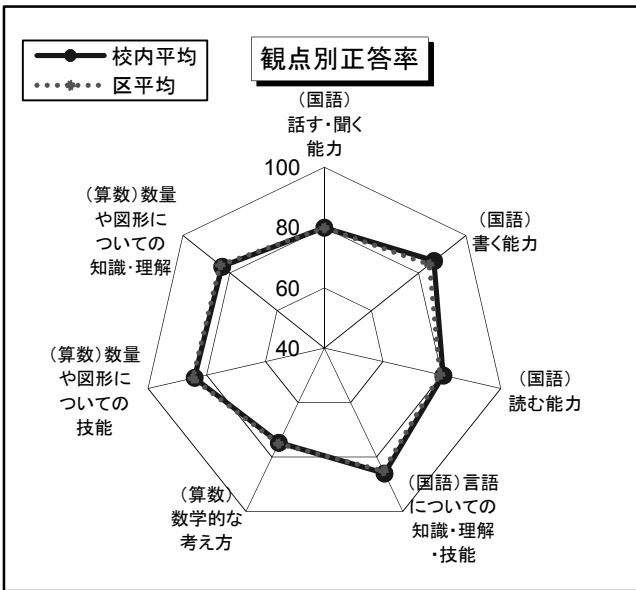 校内平均
区平均
観点別正答率
（国語）
話す・聞く
能力
100
80
60
40
（国語）
書く能力
（国語）
読む能力
（国語）言語
についての
知識・理解
・技能
（算数）
数学的な
考え方
（算数）数量
や図形に
ついての
技能
（算数）数量
や図形に
ついての
知識・理解